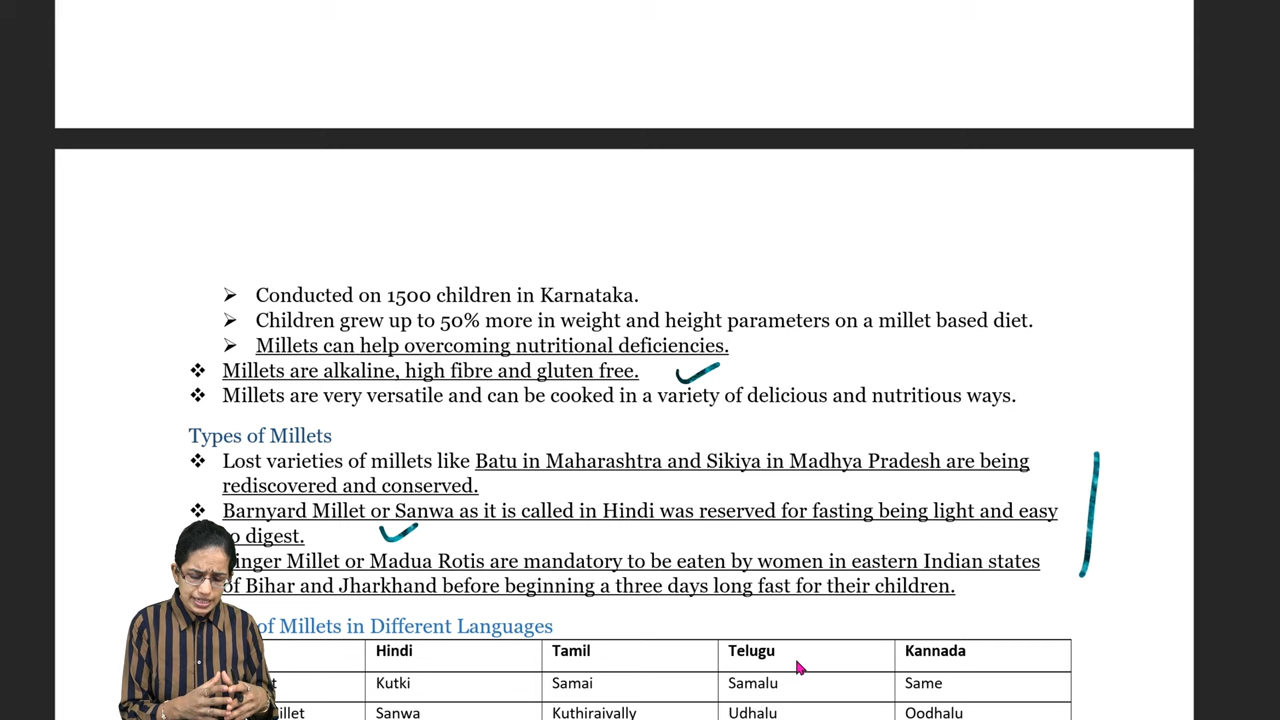 ➢ Conducted on 1500 children in Karnataka.
➢ Children grew up to 50% more in weight and height parameters on a millet based diet.
➢ Millets can help overcoming nutritional deficiencies.
❖ Millets are alkaline, high fibre and gluten free.
❖ Millets are very versatile and can be cooked in a variety of delicious and nutritious ways.
Types of Millets
❖ Lost varieties of millets like Batu in Maharashtra and Sikiya in Madhya Pradesh are being
rediscovered and conserved.
❖ Barnyard Millet or Sanwa as it is called in Hindi was reserved for fasting being light and easy
digest.
Millet or Madua Rotis are mandatory to be eaten by women in eastern Indian states
of Bihar and Jharkhand before beginning a three days long fast for their children.
of Millets in Different Languages
Hindi Tamil Telugu Kannada
Kutki Samai Samalu Same
Sanwa Kuthiraivally Udhalu Oodhalu